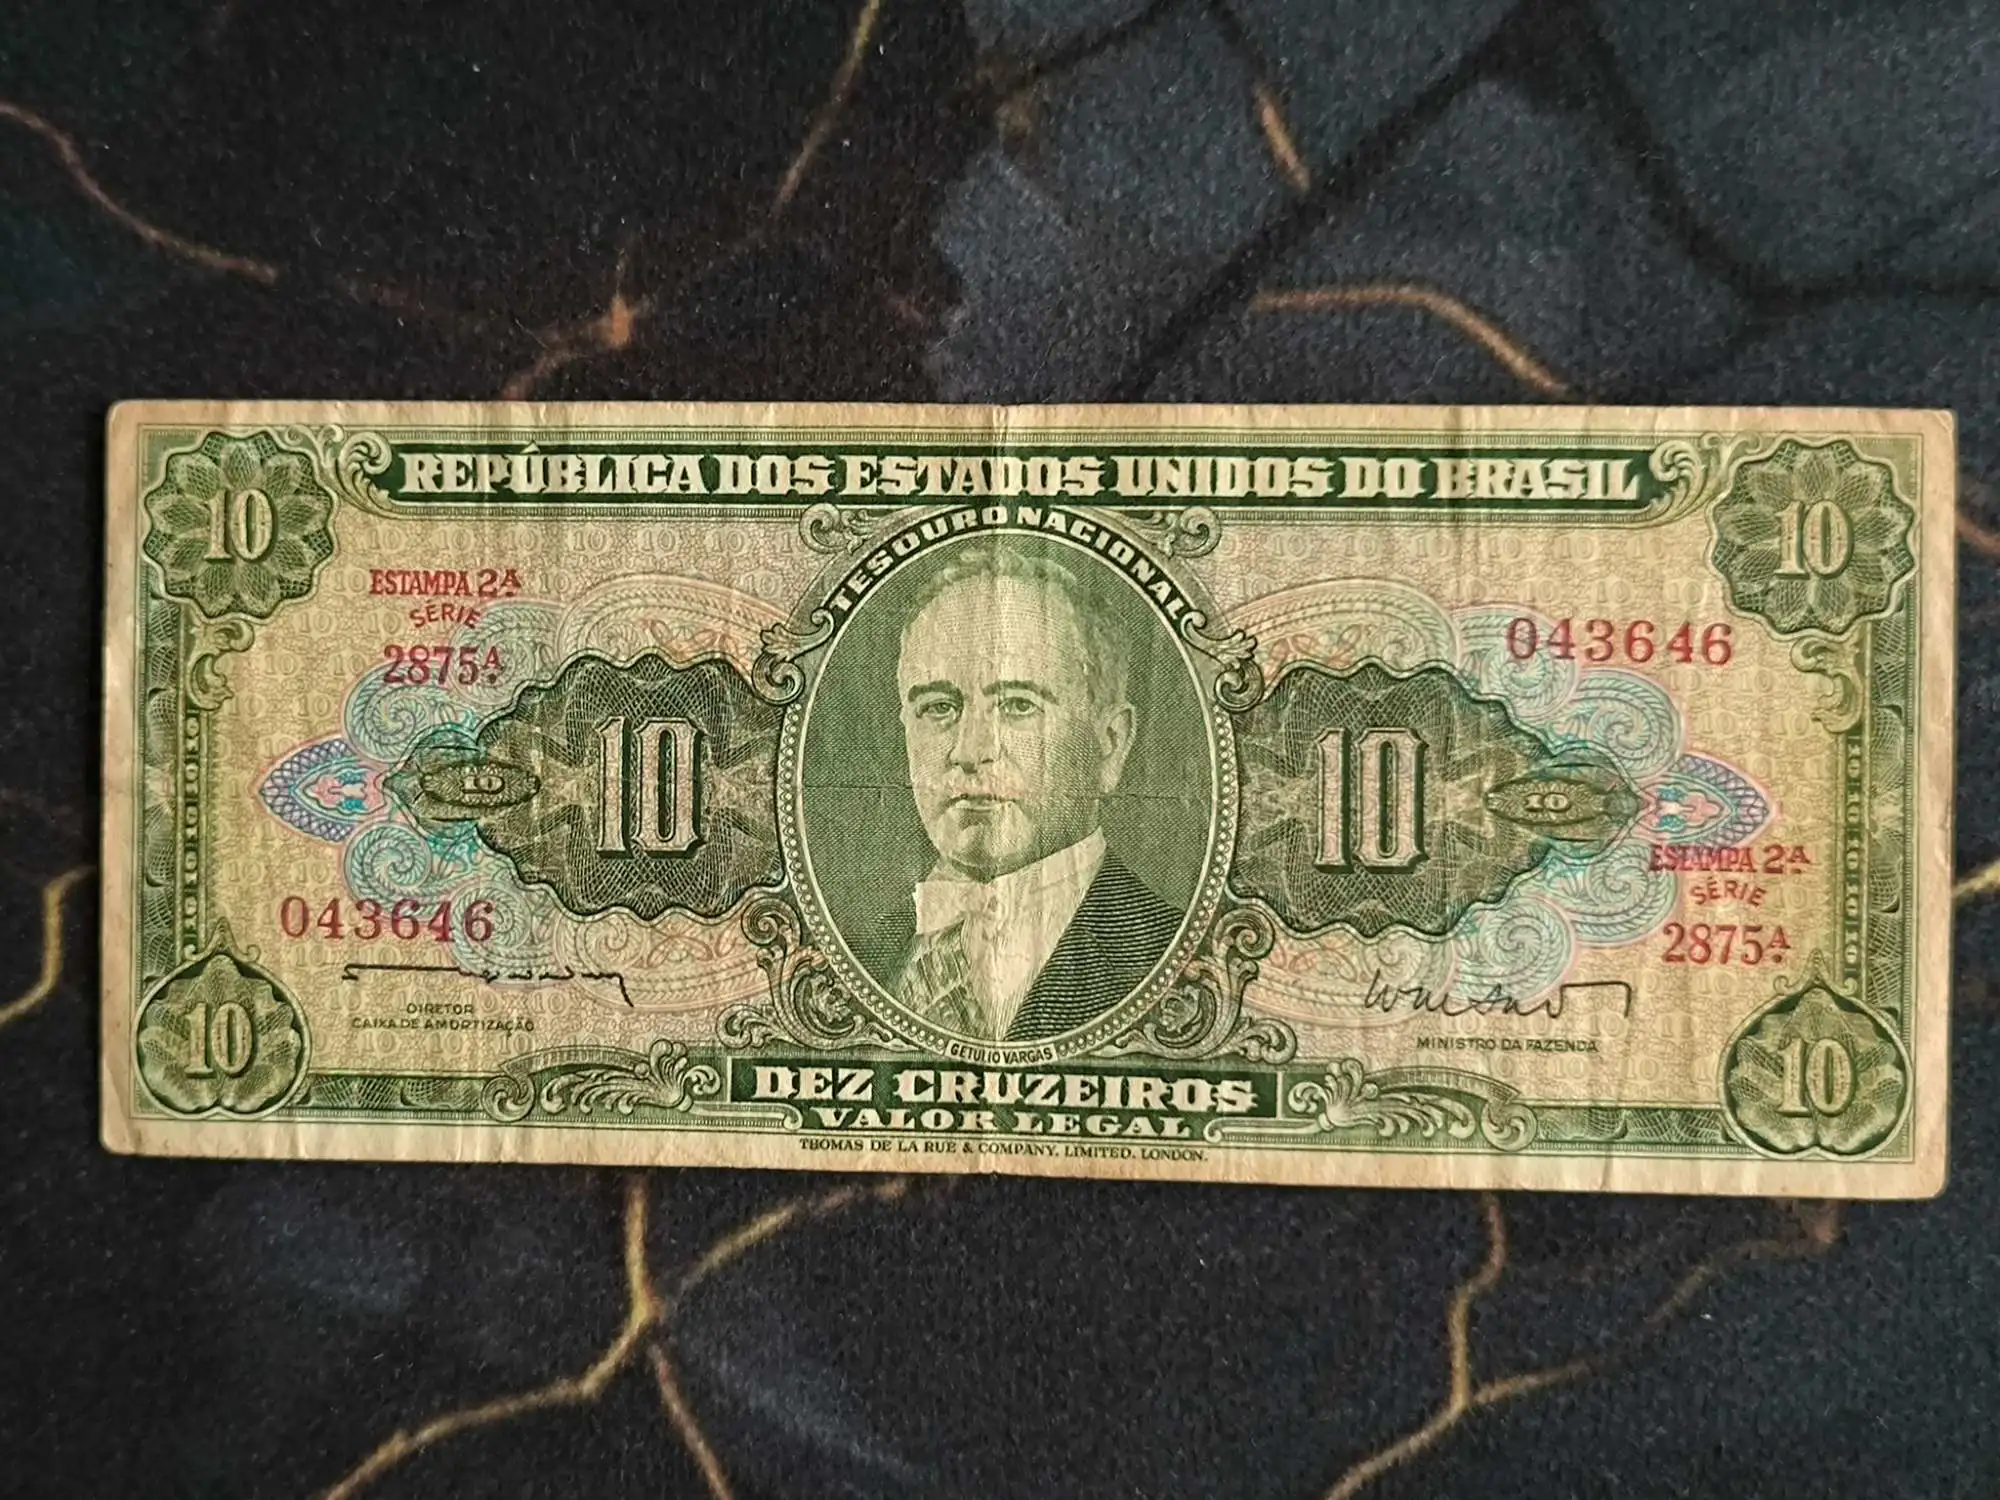 REPÚBLICA DOS ESTADOS UNIDOS DO BRASIL
10
10
TESOURO NACIONAL
ESTAMPA 2A
SÉRIE
2875A
043646
10
10
10
10
ESTAMPA 2A
SÉRIE
2875A
043646
DIRETOR
CAIXA DE AMORTIZAÇÃO
MINISTRO DA FAZENDA
GETULIO VARGAS
10
10
DEZ CRUZEIROS
VALOR LEGAL
THOMAS DE LA RUE & COMPANY, LIMITED, LONDON.